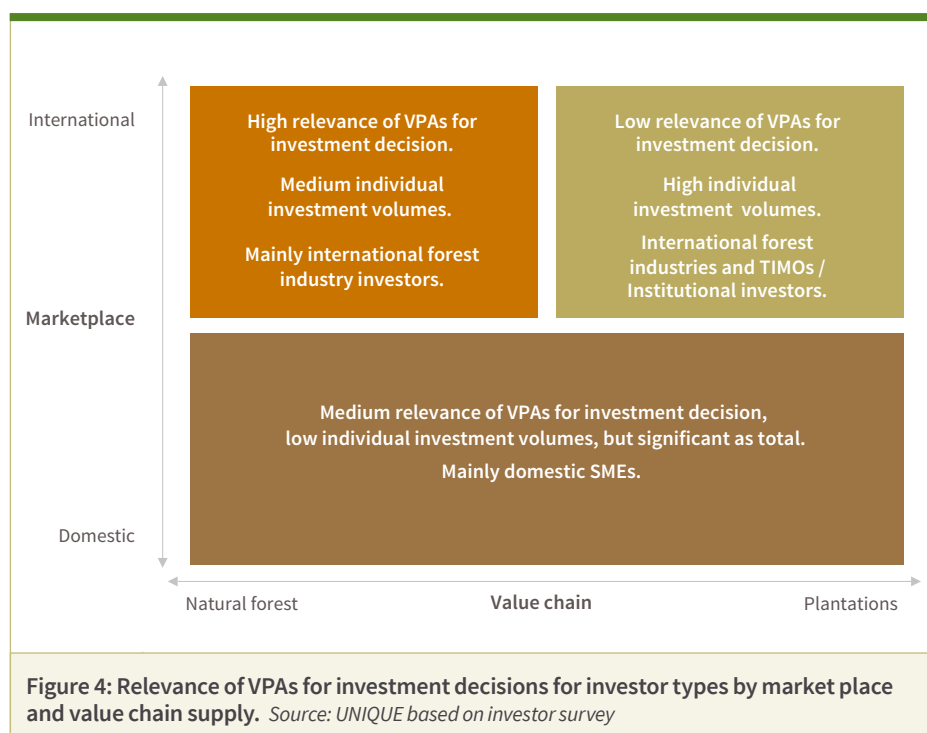 International
High relevance of VPAs for
investment decision.
Medium individual
investment volumes.
Mainly international forest
industry investors.
Low relevance of VPAs for
investment decision.
High individual
investment volumes.
International forest
industries and TIMOs /
Institutional investors.
Marketplace
Medium relevance of VPAs for investment decision,
low individual investment volumes, but significant as total.
Mainly domestic SMEs.
Domestic
Natural forest
Value chain
Plantations
Figure 4: Relevance of VPAs for investment decisions for investor types by market place
and value chain supply. Source: UNIQUE based on investor survey